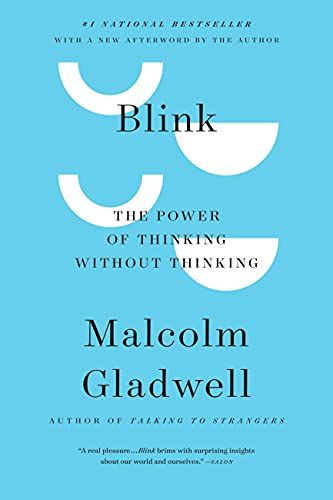 #1 NATIONAL BESTSELLER
WITH A NEW AFTERWORD BY THE AUTHOR
Blink
THE POWER
OF THINKING
WITHOUT THINKING
Malcolm
Gladwell
AUTHOR OF TALKING TO STRANGERS
“A real pleasure…Blink brims with surprising insights
about our world and ourselves.” —SALON